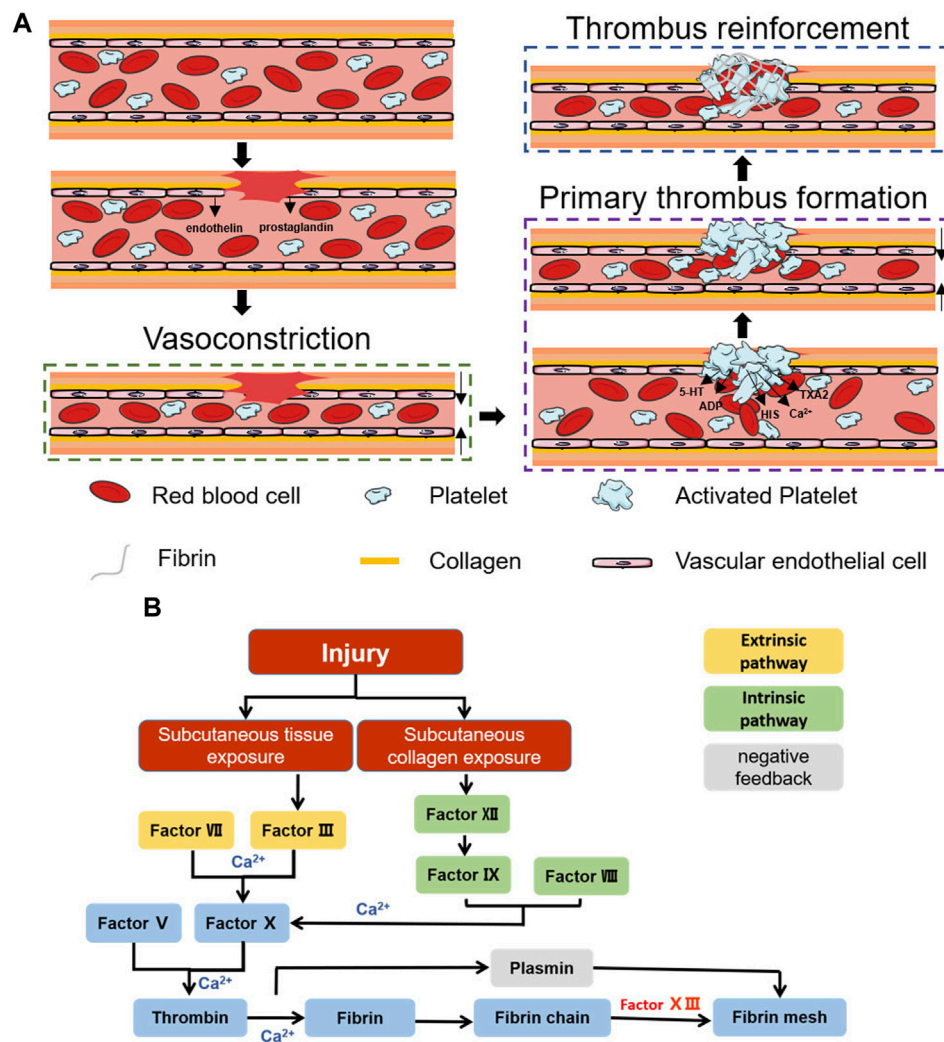 A
endothelin
prostaglandin
Vasoconstriction
Thrombus reinforcement
Primary thrombus formation
5-HT
ADP
HIS
Ca²⁺
TXA2
Red blood cell
Platelet
Activated Platelet
Fibrin
Collagen
Vascular endothelial cell
B
Injury
Extrinsic
pathway
Intrinsic
pathway
negative
feedback
Subcutaneous tissue
exposure
Subcutaneous
collagen exposure
Factor Ⅶ
Factor Ⅲ
Factor Ⅻ
Ca²⁺
Factor Ⅸ
Factor Ⅷ
Factor Ⅴ
Factor Ⅹ
Ca²⁺
Ca²⁺
Plasmin
Thrombin
Ca²⁺
Fibrin
Fibrin chain
Factor ⅩⅢ
Fibrin mesh